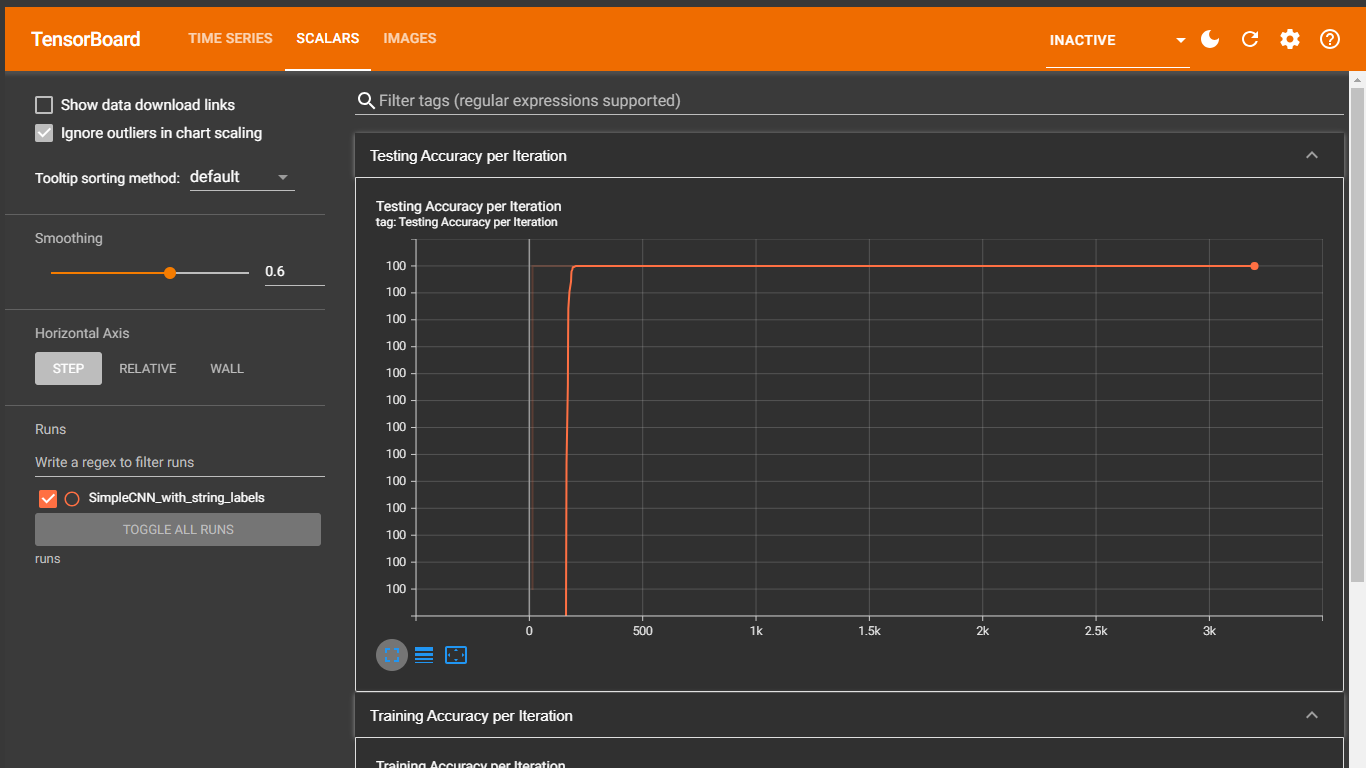 TensorBoard
TIME SERIES SCALARS IMAGES
INACTIVE
Show data download links
Ignore outliers in chart scaling
Tooltip sorting method: default
Smoothing
0.6
Horizontal Axis
STEP RELATIVE WALL
Runs
Write a regex to filter runs
SimpleCNN_with_string_labels
TOGGLE ALL RUNS
runs
Filter tags (regular expressions supported)
Testing Accuracy per Iteration
Testing Accuracy per Iteration
tag: Testing Accuracy per Iteration
100
100
100
100
100
100
100
100
100
100
100
100
100
0 500 1k 1.5k 2k 2.5k 3k
Training Accuracy per Iteration
Training Accuracy per Iteration